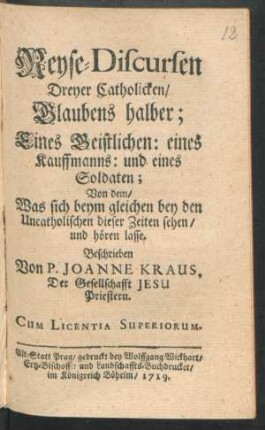 12
Reyse-Discursen
Dreyer Catholicken/
Glaubens halber;
Eines Geistlichen: eines
Kauffmanns: und eines
Soldaten;
Von dem/
Was sich beym gleichen bey den
Uncatholischen dieser Zeiten sehen/
und hören lasse.
Beschrieben
Von P. JOANNE KRAUS,
Der Gesellschafft JESU
Priestern.
CUM LICENTIA SUPERIORUM.
Alt-Statt Prag/ gedruckt bey Wolffgang Wickhart/
Ertz-Bischoff: und Landschaffts-Buchdrucker/
im Königreich Böheim/ 1719.